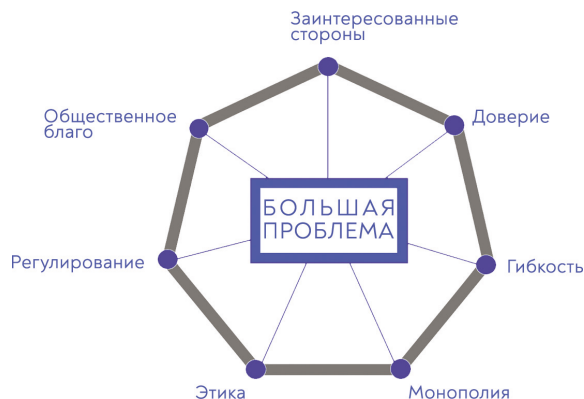 Заинтересованные
стороны
Общественное
благо
Доверие
БОЛЬШАЯ
ПРОБЛЕМА
Регулирование
Гибкость
Этика
Монополия